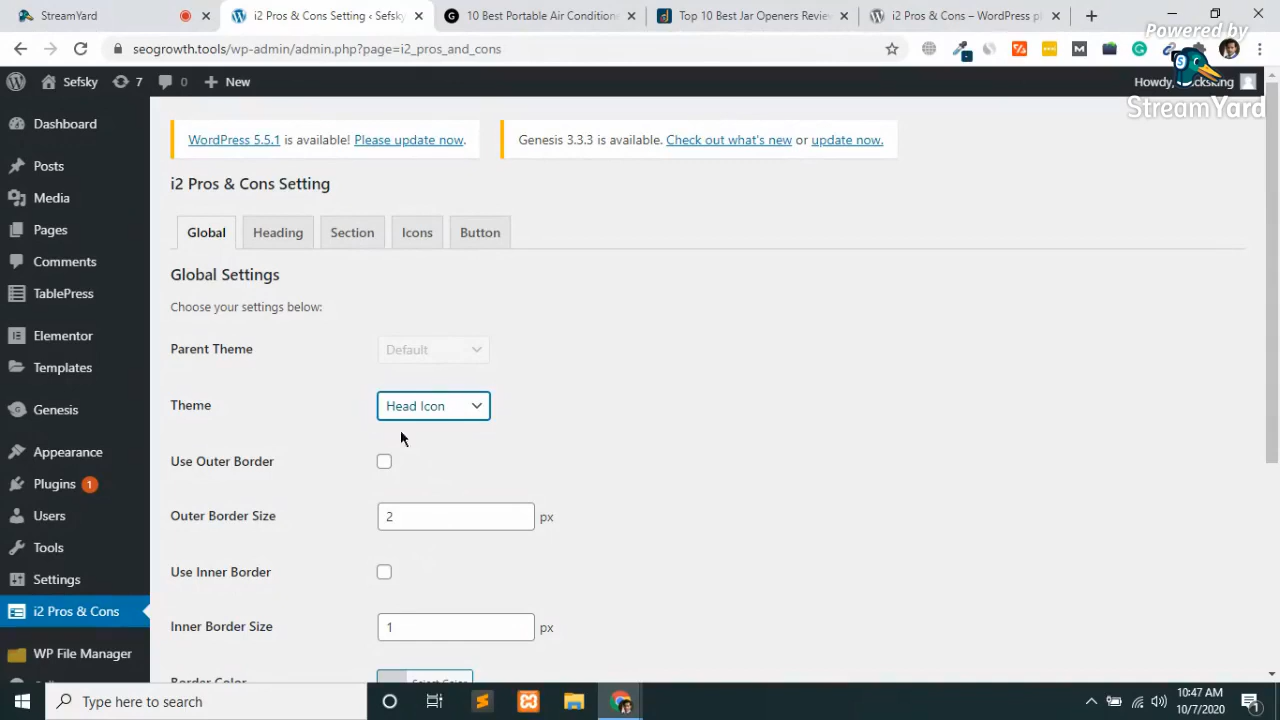 StreamYard
i2 Pros & Cons Setting ‹ Sefsky
10 Best Portable Air Conditione
Top 10 Best Jar Openers Revie
i2 Pros & Cons – WordPress pl
Powered by
StreamYard
seogrowth.tools/wp-admin/admin.php?page=i2_pros_and_cons
Sefsky
7
0
New
Howdy,
Dashboard
Posts
Media
Pages
Comments
TablePress
Elementor
Templates
Genesis
Appearance
Plugins 1
Users
Tools
Settings
i2 Pros & Cons
WP File Manager
WordPress 5.5.1 is available! Please update now.
Genesis 3.3.3 is available. Check out what's new or update now.
i2 Pros & Cons Setting
Global
Heading
Section
Icons
Button
Global Settings
Choose your settings below:
Parent Theme
Default
Theme
Head Icon
Use Outer Border
Outer Border Size
2
px
Use Inner Border
Inner Border Size
1
px
Border Color
Select Color
Type here to search
10:47 AM
10/7/2020
1